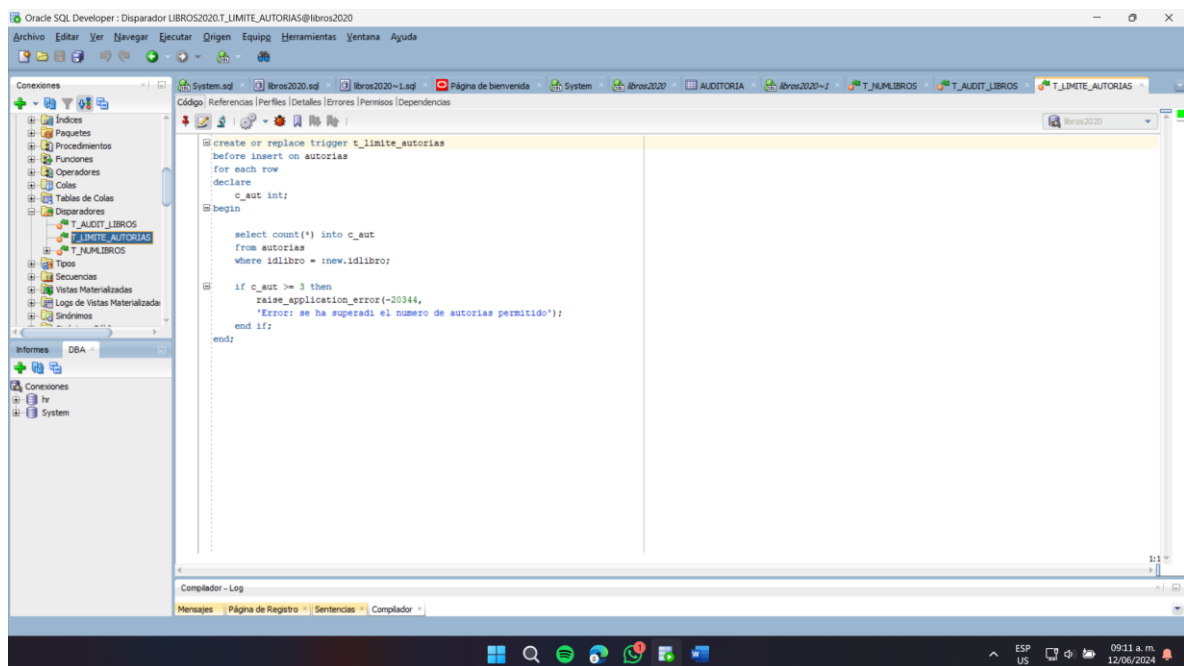 Oracle SQL Developer : Disparador LIBROS2020.T_LIMITE_AUTORIAS@libros2020
Archivo Editar Ver Navegar Ejecutar Origen Equipo Herramientas Ventana Ayuda
Conexiones
System.sql libros2020.sql libros2020~1.sql Página de bienvenida System libros2020 AUDITORIA libros2020~1 T_NUMLIBROS T_AUDIT_LIBROS T_LIMITE_AUTORIAS
Código Referencias Perfiles Detalles Errores Permisos Dependencias
libros2020
Índices
Paquetes
Procedimientos
Funciones
Operadores
Colas
Tablas de Colas
Disparadores
T_AUDIT_LIBROS
T_LIMITE_AUTORIAS
T_NUMLIBROS
Tipos
Secuencias
Vistas Materializadas
Logs de Vistas Materializadas
Sinónimos
create or replace trigger t_limite_autorias
before insert on autorias
for each row
declare
c_aut int;
begin
select count(*) into c_aut
from autorias
where idlibro = :new.idlibro;
if c_aut >= 3 then
raise_application_error(-20344,
'Error: se ha superadi el numero de autorias permitido');
end if;
end;
1:1
Informes DBA
Conexiones
hr
System
Compilador - Log
Mensajes Página de Registro Sentencias Compilador
ESP
US
09:11 a. m.
12/06/2024